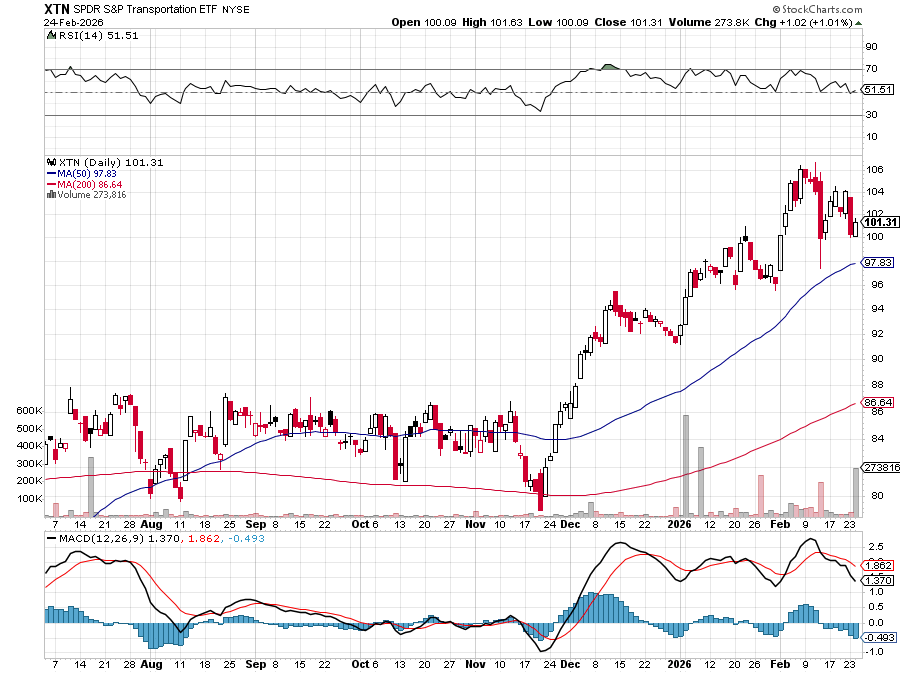 XTN SPDR S&P Transportation ETF NYSE
© StockCharts.com
24-Feb-2026
Open 100.09 High 101.63 Low 100.09 Close 101.31 Volume 273.8K Chg +1.02 (+1.01%)
RSI(14) 51.51
90
70
51.51
30
10
XTN (Daily) 101.31
MA(50) 97.83
MA(200) 86.64
Volume 273,816
106
104
102
101.31
100
97.83
96
94
92
90
88
86.64
86
84
273816
80
600K
500K
400K
300K
200K
100K
7 14 21 28 Aug 11 18 25 Sep 8 15 22 Oct 6 13 20 27 Nov 10 17 24 Dec 8 15 22 2026 12 20 26 Feb 9 17 23
MACD(12,26,9) 1.370, 1.862, -0.493
2.5
1.862
1.370
1.0
0.5
0.0
-0.493
-1.0
7 14 21 28 Aug 11 18 25 Sep 8 15 22 Oct 6 13 20 27 Nov 10 17 24 Dec 8 15 22 2026 12 20 26 Feb 9 17 23